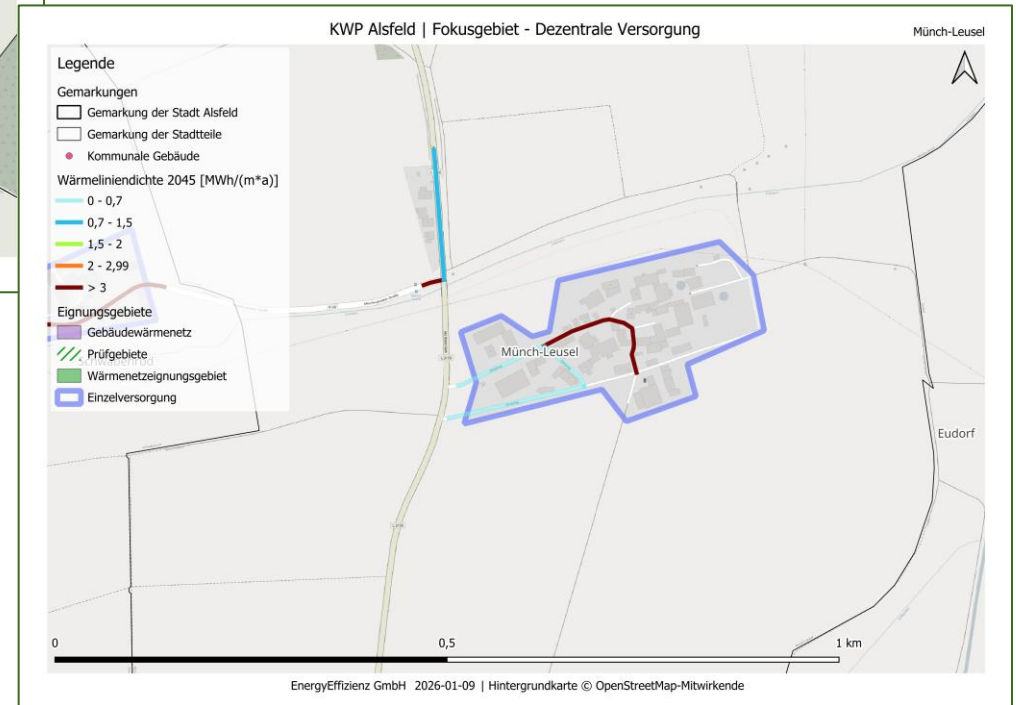 KWP Alsfeld | Fokusgebiet - Dezentrale Versorgung
Münch-Leusel
Legende
Gemarkungen
Gemarkung der Stadt Alsfeld
Gemarkung der Stadtteile
Kommunale Gebäude
Wärmeliniendichte 2045 [MWh/(m*a)]
0 - 0,7
0,7 - 1,5
1,5 - 2
2 - 2,99
> 3
Eignungsgebiete
Gebäudewärmenetz
Prüfgebiete
Wärmenetzeignungsgebiet
Einzelversorgung
Schwabenrod
Münch-Leusel
Eudorf
0
0,5
1 km
EnergyEffizienz GmbH 2026-01-09 | Hintergrundkarte © OpenStreetMap-Mitwirkende